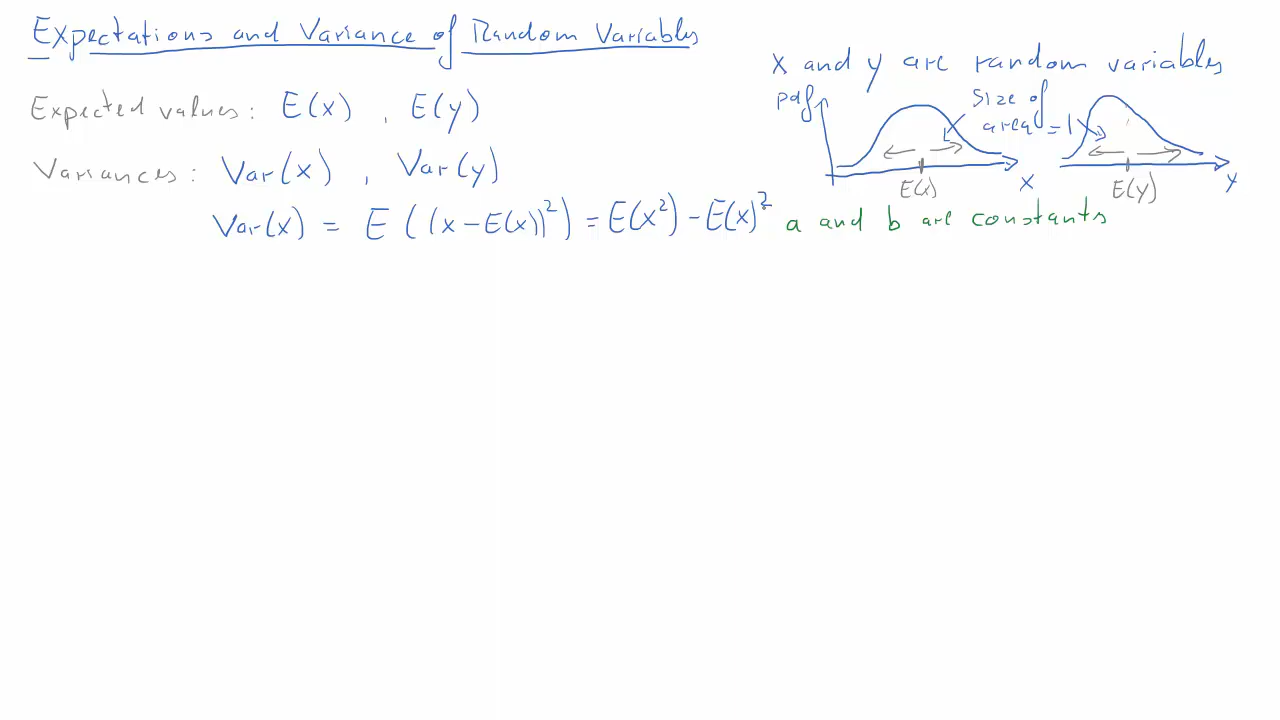 Expectations and Variance of Random Variables
x and y are random variables
Expected values: E(x) , E(y)
pdf
Size of
area = 1
E(x)
x
E(y)
y
Variances: Var(x) , Var(y)
Var(x) = E((x-E(x))²) = E(x²) - E(x)²
a and b are constants